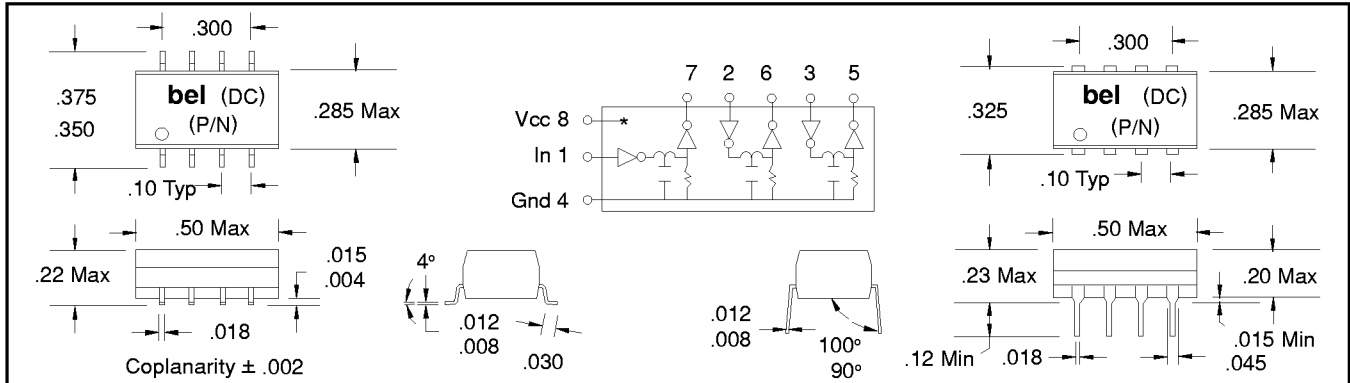 .300
.375
.350
bel (DC)
(P/N)
.285 Max
.10 Typ
.50 Max
.22 Max
.015
.004
.018
Coplanarity ± .002
4°
.012
.008
.030
7 2 6 3 5
Vcc 8
*
In 1
Gnd 4
.012
.008
100°
90°
.300
.325
bel (DC)
(P/N)
.285 Max
.10 Typ
.50 Max
.23 Max
.20 Max
.12 Min
.018
.015 Min
.045